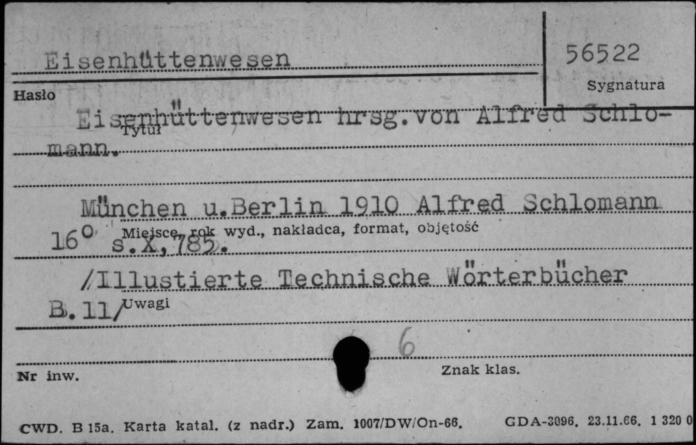 Eisenhüttenwesen
56522
Hasło
Sygnatura
Eisenhüttenwesen hrsg.von Alfred Schlo-
Tytuł
mann.
München u.Berlin 1910 Alfred Schlomann
Miejsce, rok wyd., nakładca, format, objętość
16° s.X,785.
/Illustierte Technische Wörterbücher
B.11/
Uwagi
6
Nr inw.
Znak klas.
CWD. B 15a. Karta katal. (z nadr.) Zam. 1007/DW/On-66. GDA-3096. 23.11.66. 1 320 0